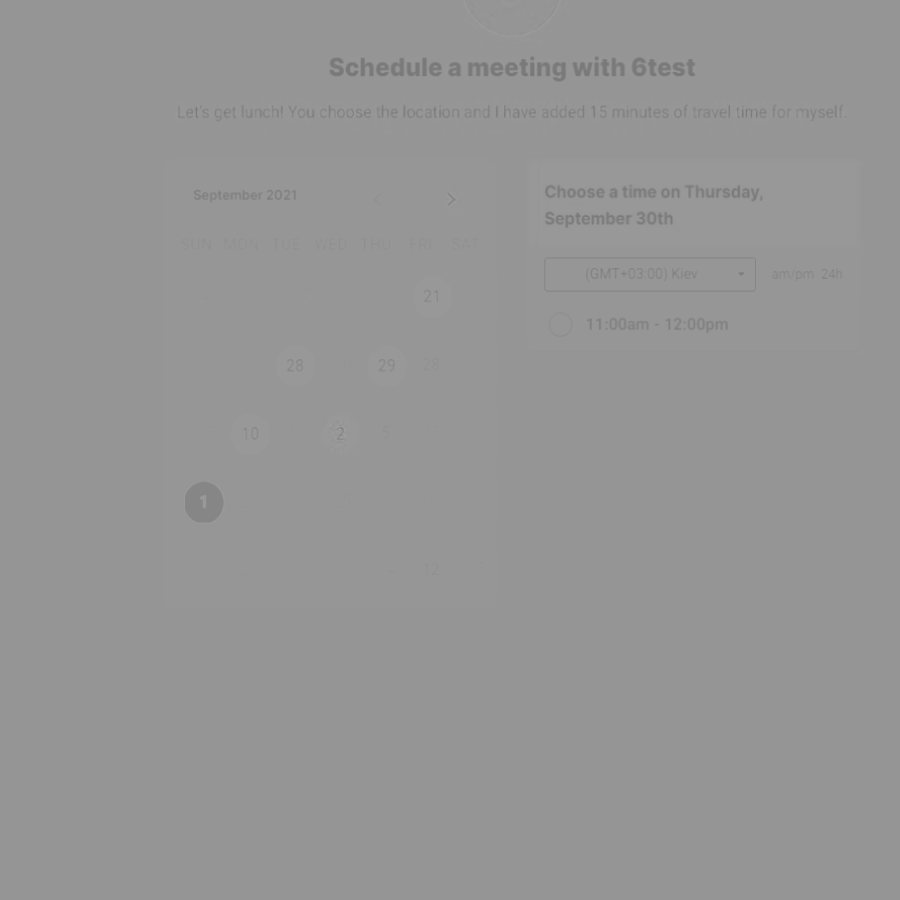 Schedule a meeting with 6test
Let's get lunch! You choose the location and I have added 15 minutes of travel time for myself.
September 2021
SUN MON TUE WED THU FRI SAT
21
28 29 28
10 2 5
1
12
Choose a time on Thursday,
September 30th
(GMT+03:00) Kiev am/pm 24h
11:00am - 12:00pm